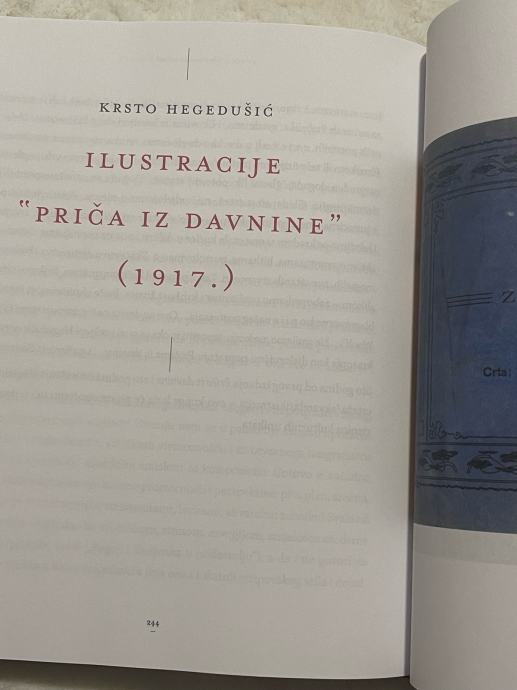 KRSTO HEGEDUŠIĆ
ILUSTRACIJE
“PRIČA IZ DAVNINE”
(1917.)
244
Z
Crta: